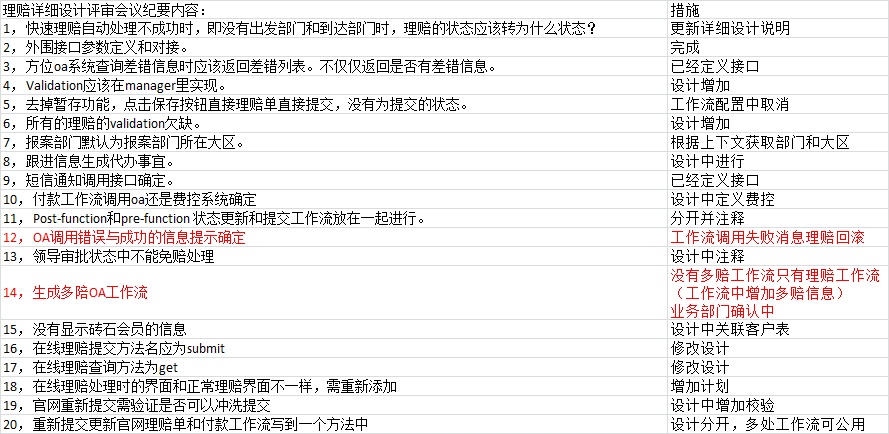 理赔详细设计评审会议纪要内容： 措施
1，快速理赔自动处理不成功时，即没有出发部门和到达部门时，理赔的状态应该转为什么状态？ 更新详细设计说明
2，外围接口参数定义和对接。 完成
3，方位oa系统查询差错信息时应该返回差错列表。不仅仅返回是否有差错信息。 已经定义接口
4，Validation应该在manager里实现。 设计增加
5，去掉暂存功能，点击保存按钮直接理赔单直接提交，没有为提交的状态。 工作流配置中取消
6，所有的理赔的validation欠缺。 设计增加
7，报案部门默认为报案部门所在大区。 根据上下文获取部门和大区
8，跟进信息生成代办事宜。 设计中进行
9，短信通知调用接口确定。 已经定义接口
10，付款工作流调用oa还是费控系统确定 设计中定义费控
11，Post-function和pre-function 状态更新和提交工作流放在一起进行。 分开并注释
12，OA调用错误与成功的信息提示确定 工作流调用失败消息理赔回滚
13，领导审批状态中不能免赔处理 设计中注释
14，生成多陪OA工作流 没有多赔工作流只有理赔工作流
（工作流中增加多赔信息）
业务部门确认中
15，没有显示砖石会员的信息 设计中关联客户表
16，在线理赔提交方法名应为submit 修改设计
17，在线理赔查询方法为get 修改设计
18，在线理赔处理时的界面和正常理赔界面不一样，需重新添加 增加计划
19，官网重新提交需验证是否可以冲洗提交 设计中增加校验
20，重新提交更新官网理赔单和付款工作流写到一个方法中 设计分开，多处工作流可公用